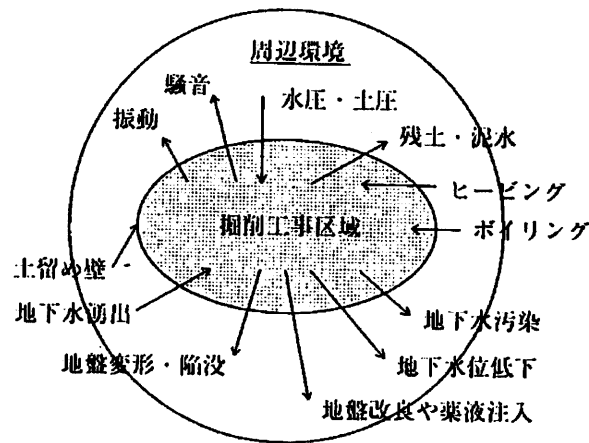 周辺環境
騒音
水圧・土圧
振動
残土・泥水
ヒービング
掘削工事区域
ボイリング
土留め壁
地下水湧出
地下水汚染
地盤変形・陥没
地下水位低下
地盤改良や薬液注入